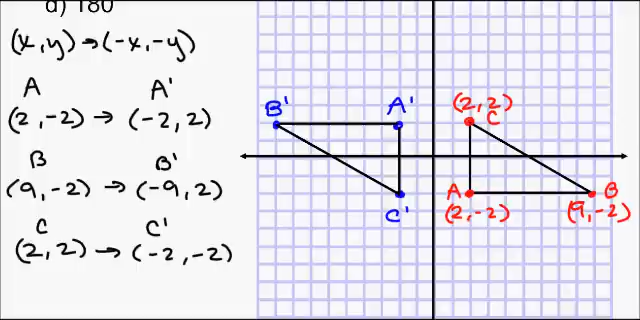 d) 180
(x,y)→(-x,-y)
A A'
(2,-2) → (-2,2)
B B'
(9,-2) → (-9,2)
C C'
(2,2) → (-2,-2)
B' A'
C'
(2,2)
C
A B
(2,-2) (9,-2)